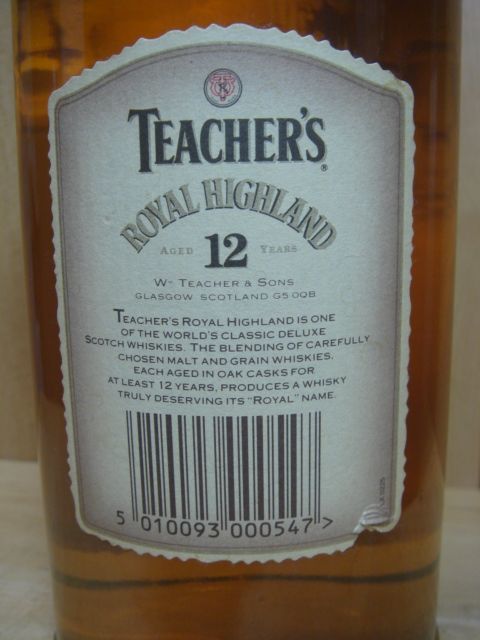 TEACHER'S®
ROYAL HIGHLAND
AGED 12 YEARS
Wm TEACHER & SONS
GLASGOW SCOTLAND G5 0QB
TEACHER'S ROYAL HIGHLAND IS ONE
OF THE WORLD'S CLASSIC DELUXE
SCOTCH WHISKIES. THE BLENDING OF CAREFULLY
CHOSEN MALT AND GRAIN WHISKIES,
EACH AGED IN OAK CASKS FOR
AT LEAST 12 YEARS, PRODUCES A WHISKY
TRULY DESERVING ITS "ROYAL" NAME.
5 010093 000547 >